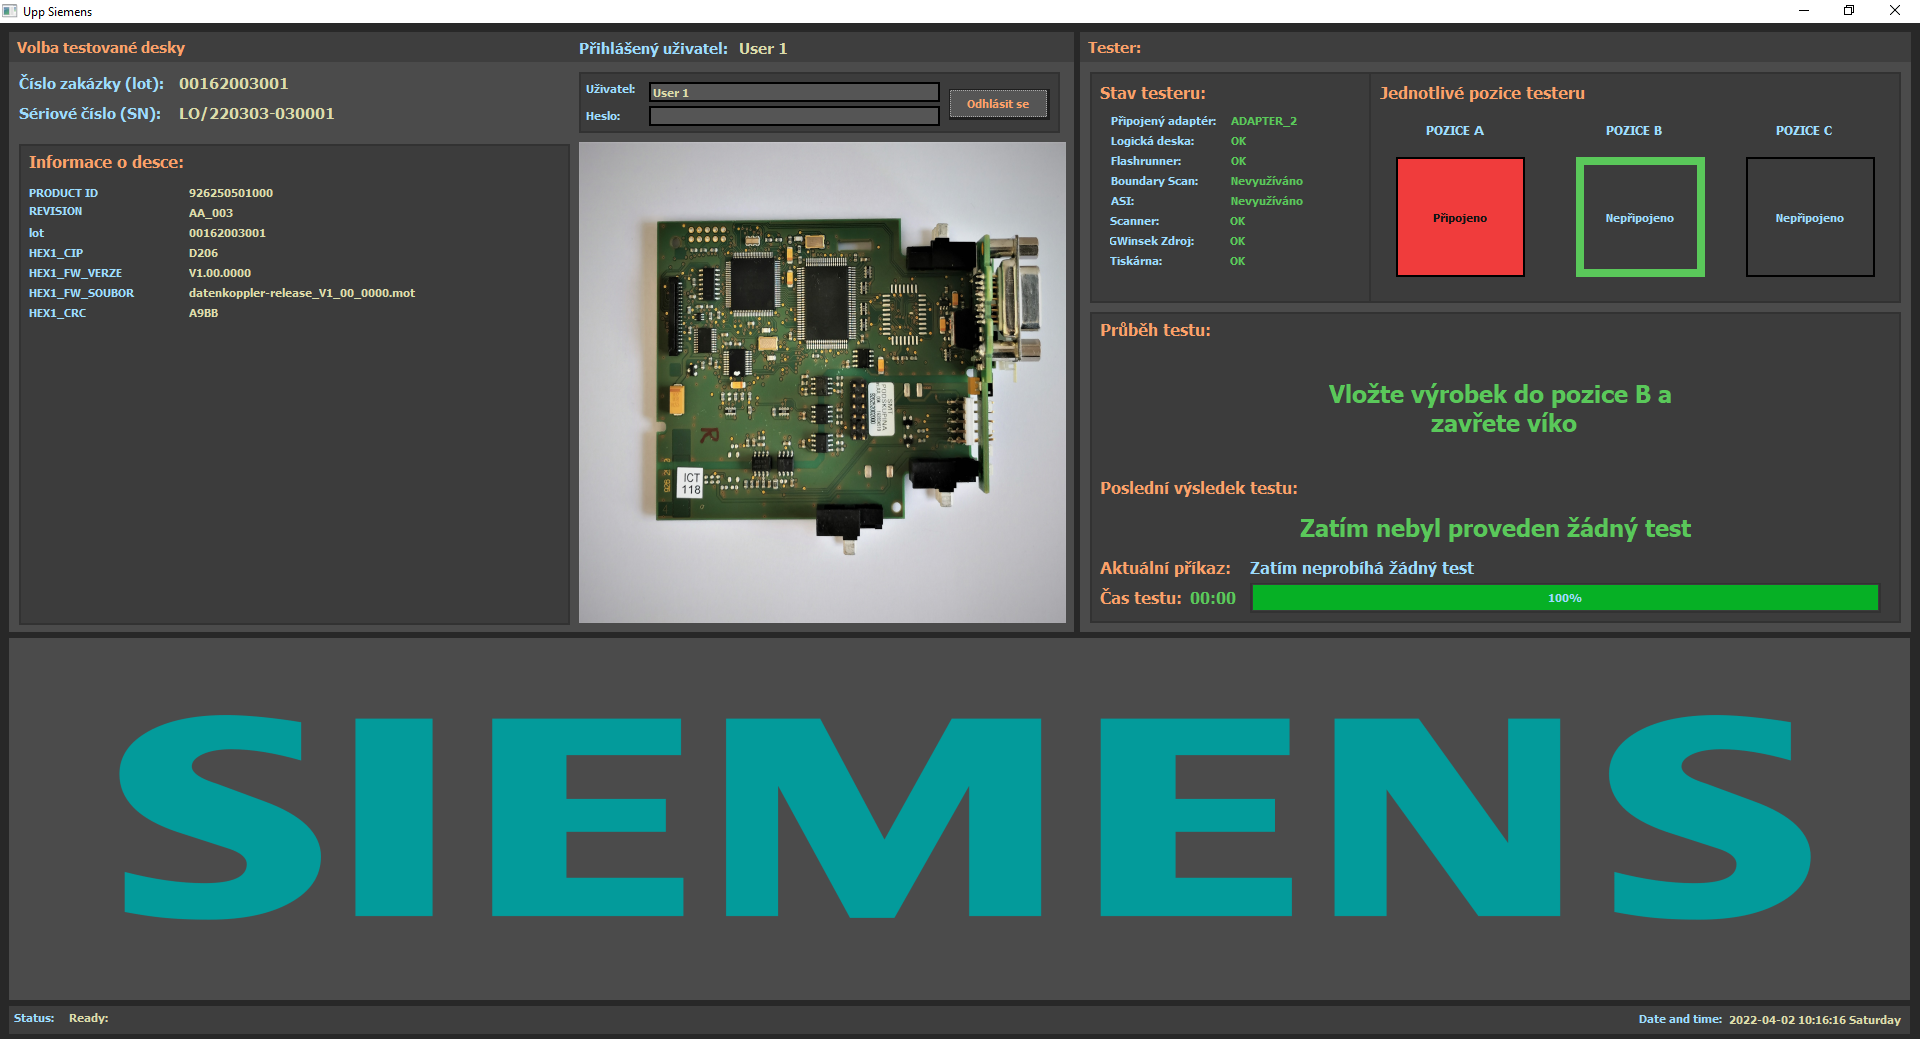 Upp Siemens
Volba testované desky
Číslo zakázky (lot): 00162003001
Sériové číslo (SN): LO/220303-030001
Informace o desce:
PRODUCT ID 926250501000
REVISION AA_003
lot 00162003001
HEX1_CIP D206
HEX1_FW_VERZE V1.00.0000
HEX1_FW_SOUBOR datenkoppler-release_V1_00_0000.mot
HEX1_CRC A9BB
Přihlášený uživatel: User 1
Uživatel: User 1
Heslo:
Odhlásit se
R
ICT
118
Tester:
Stav testeru:
Připojený adaptér: ADAPTER_2
Logická deska: OK
Flashrunner: OK
Boundary Scan: Nevyužíváno
ASI: Nevyužíváno
Scanner: OK
GWinsek Zdroj: OK
Tiskárna: OK
Jednotlivé pozice testeru
POZICE A POZICE B POZICE C
Připojeno Nepřipojeno Nepřipojeno
Průběh testu:
Vložte výrobek do pozice B a
zavřete víko
Poslední výsledek testu:
Zatím nebyl proveden žádný test
Aktuální příkaz: Zatím neprobíhá žádný test
Čas testu: 00:00 100%
SIEMENS
Status: Ready:
Date and time: 2022-04-02 10:16:16 Saturday